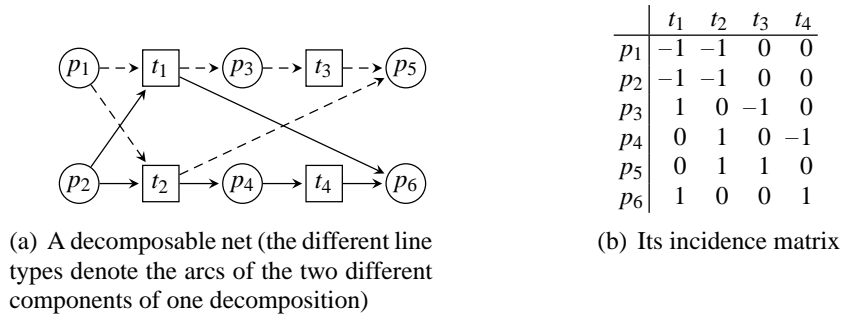 p1 t1 p3 t3 p5
p2 t2 p4 t4 p6
(a) A decomposable net (the different line
types denote the arcs of the two different
components of one decomposition)
t1 t2 t3 t4
p1 –1 –1 0 0
p2 –1 –1 0 0
p3 1 0 –1 0
p4 0 1 0 –1
p5 0 1 1 0
p6 1 0 0 1
(b) Its incidence matrix